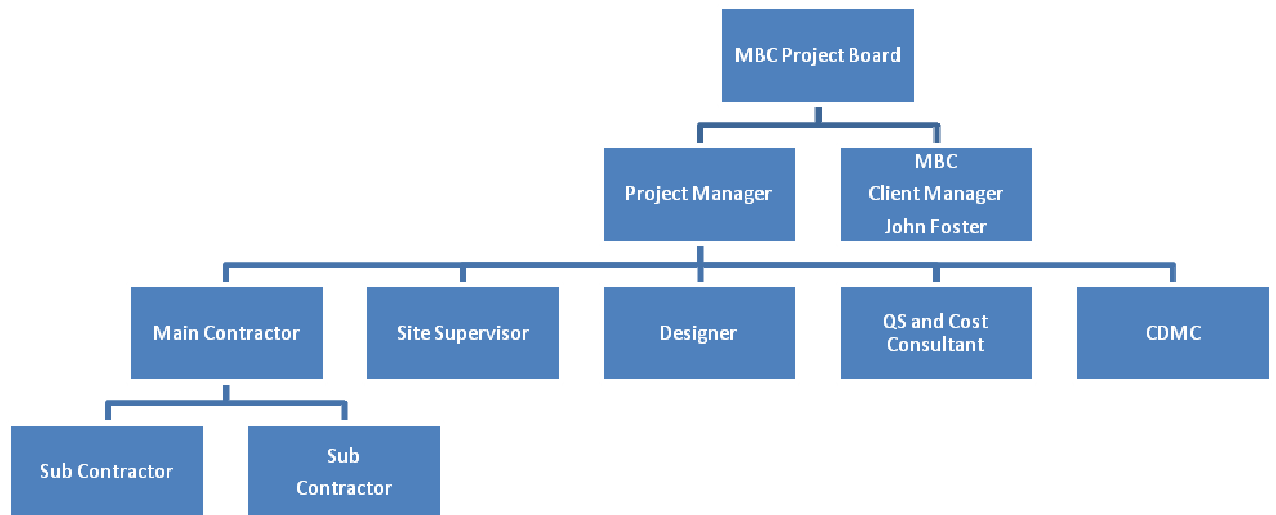 MBC Project Board
Project Manager
MBC
Client Manager
John Foster
Main Contractor
Site Supervisor
Designer
QS and Cost
Consultant
CDMC
Sub Contractor
Sub
Contractor